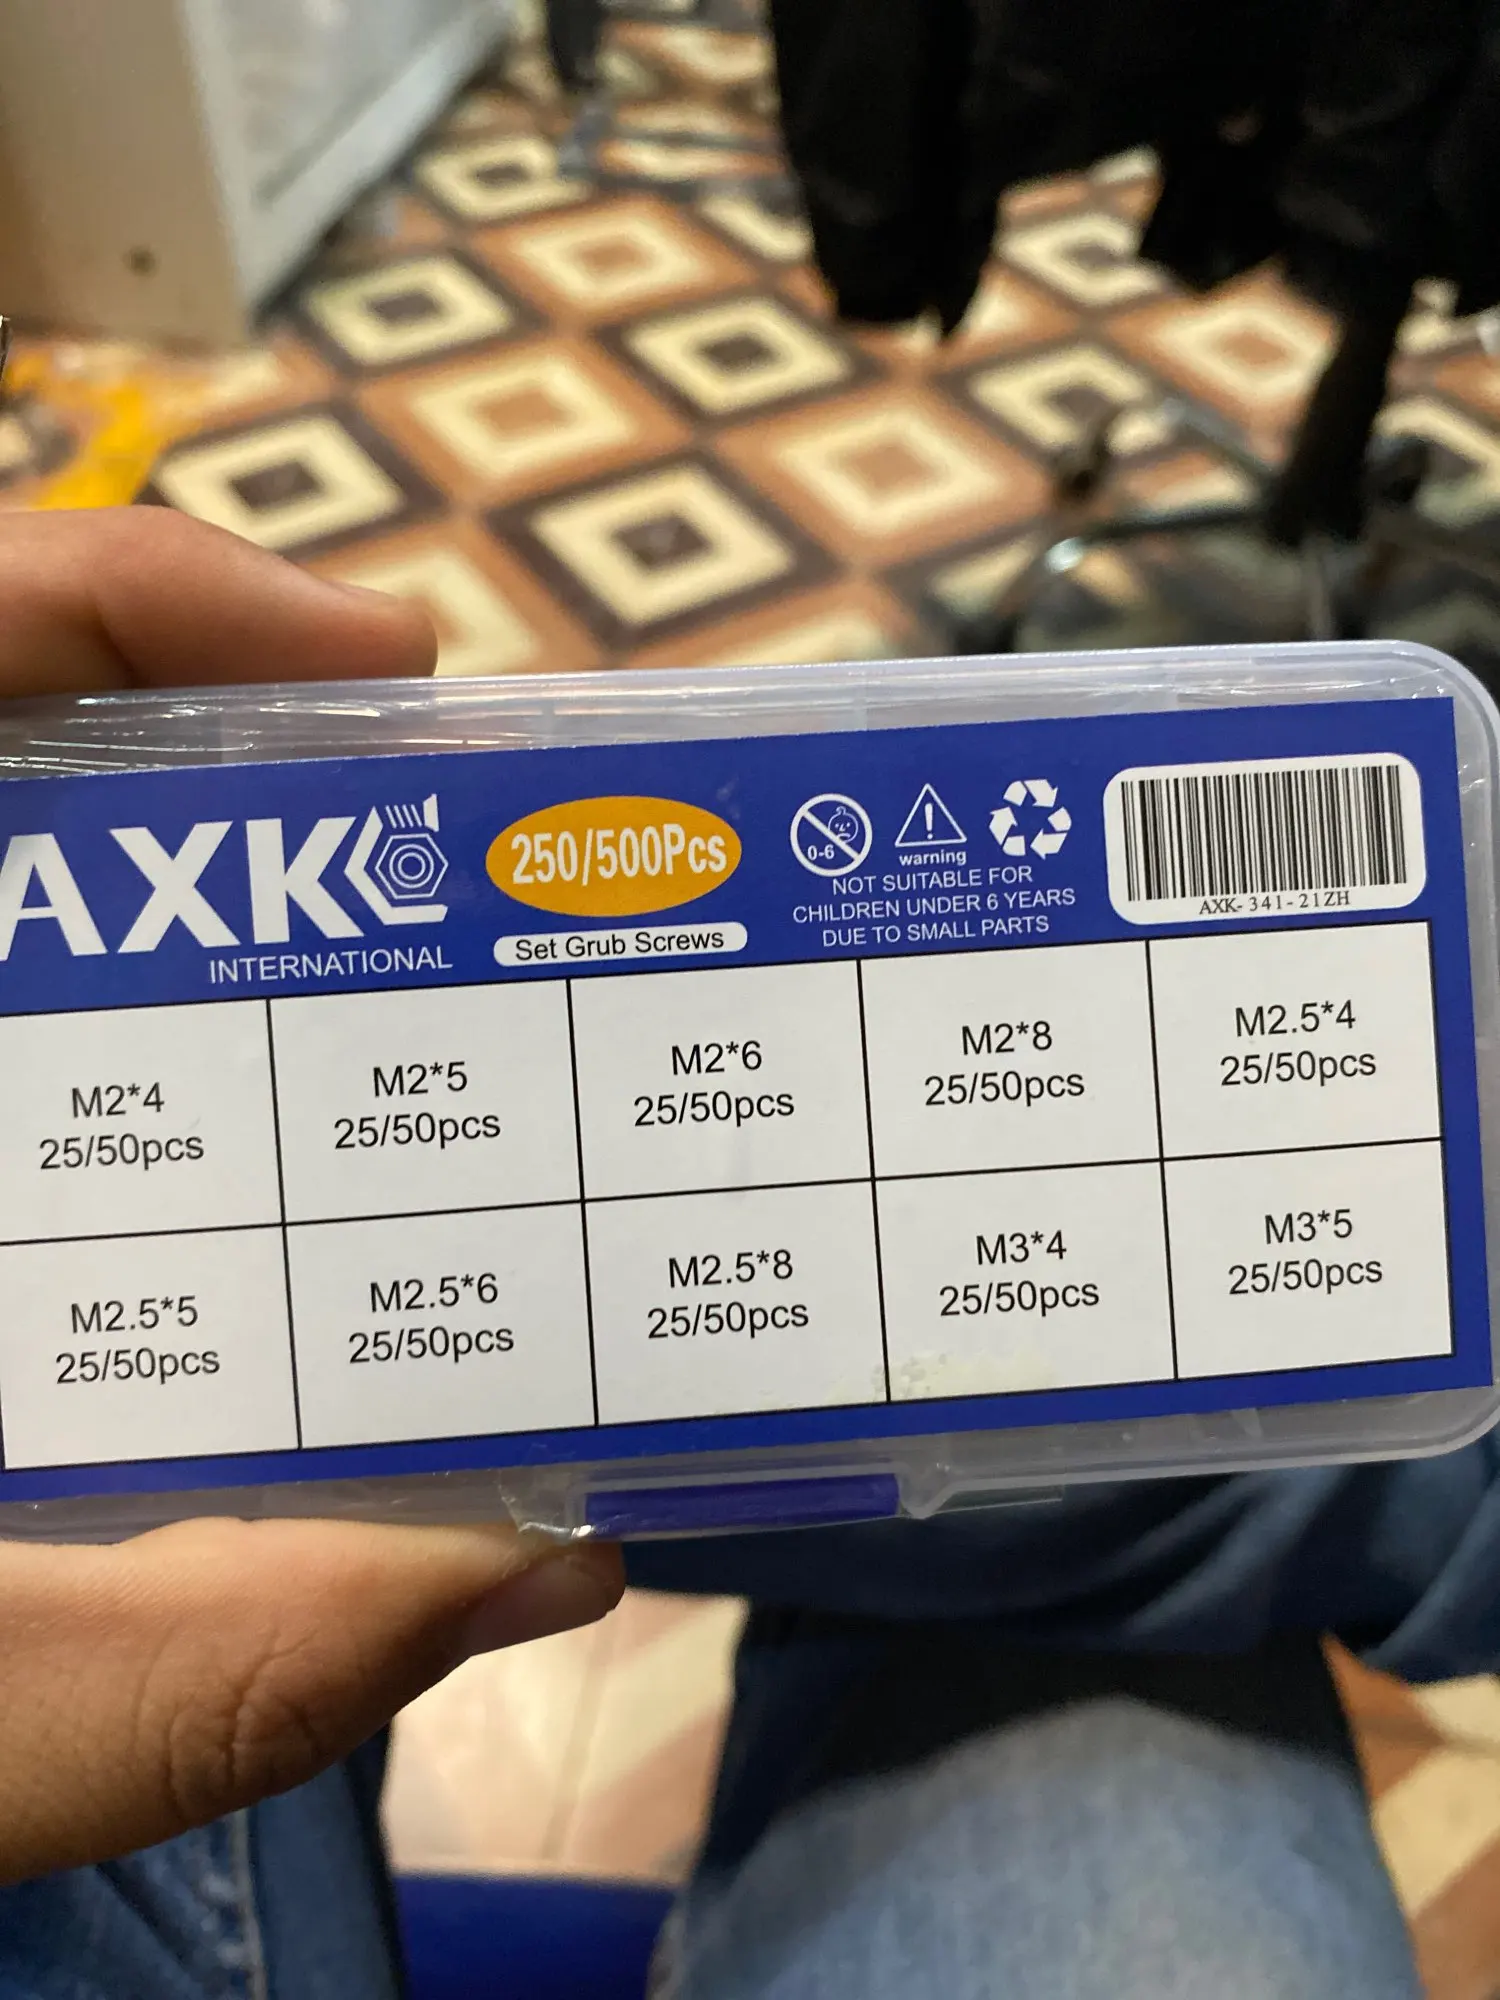 AXK
INTERNATIONAL
250/500Pcs
Set Grub Screws
0-6
warning
NOT SUITABLE FOR
CHILDREN UNDER 6 YEARS
DUE TO SMALL PARTS
AXK-341-21ZH
M2*4
25/50pcs
M2*5
25/50pcs
M2*6
25/50pcs
M2*8
25/50pcs
M2.5*4
25/50pcs
M2.5*5
25/50pcs
M2.5*6
25/50pcs
M2.5*8
25/50pcs
M3*4
25/50pcs
M3*5
25/50pcs